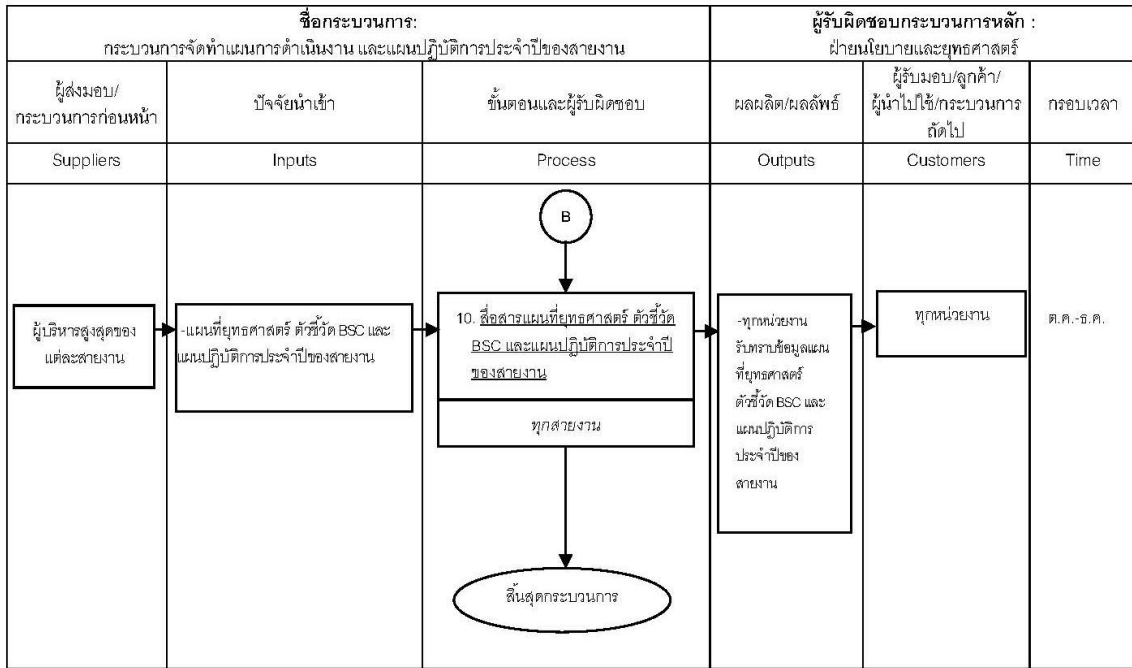 ชื่อกระบวนการ:
กระบวนการจัดทำแผนการดำเนินงาน และแผนปฏิบัติการประจำปีของสายงาน
ผู้รับผิดชอบกระบวนการหลัก :
ฝ่ายนโยบายและยุทธศาสตร์
ผู้ส่งมอบ/
กระบวนการก่อนหน้า
ปัจจัยนำเข้า
ขั้นตอนและผู้รับผิดชอบ
ผลผลิต/ผลลัพธ์
ผู้รับมอบ/ลูกค้า/
ผู้นำไปใช้/กระบวนการ
ถัดไป
กรอบเวลา
Suppliers
Inputs
Process
Outputs
Customers
Time
B
ผู้บริหารสูงสุดของ
แต่ละสายงาน
-แผนที่ยุทธศาสตร์ ตัวชี้วัด BSC และ
แผนปฏิบัติการประจำปีของสายงาน
10. สื่อสารแผนที่ยุทธศาสตร์ ตัวชี้วัด
BSC และแผนปฏิบัติการประจำปี
ของสายงาน
ทุกสายงาน
-ทุกหน่วยงาน
รับทราบข้อมูลแผน
ที่ยุทธศาสตร์
ตัวชี้วัด BSC และ
แผนปฏิบัติการ
ประจำปีของ
สายงาน
ทุกหน่วยงาน
ต.ค.-ธ.ค.
สิ้นสุดกระบวนการ